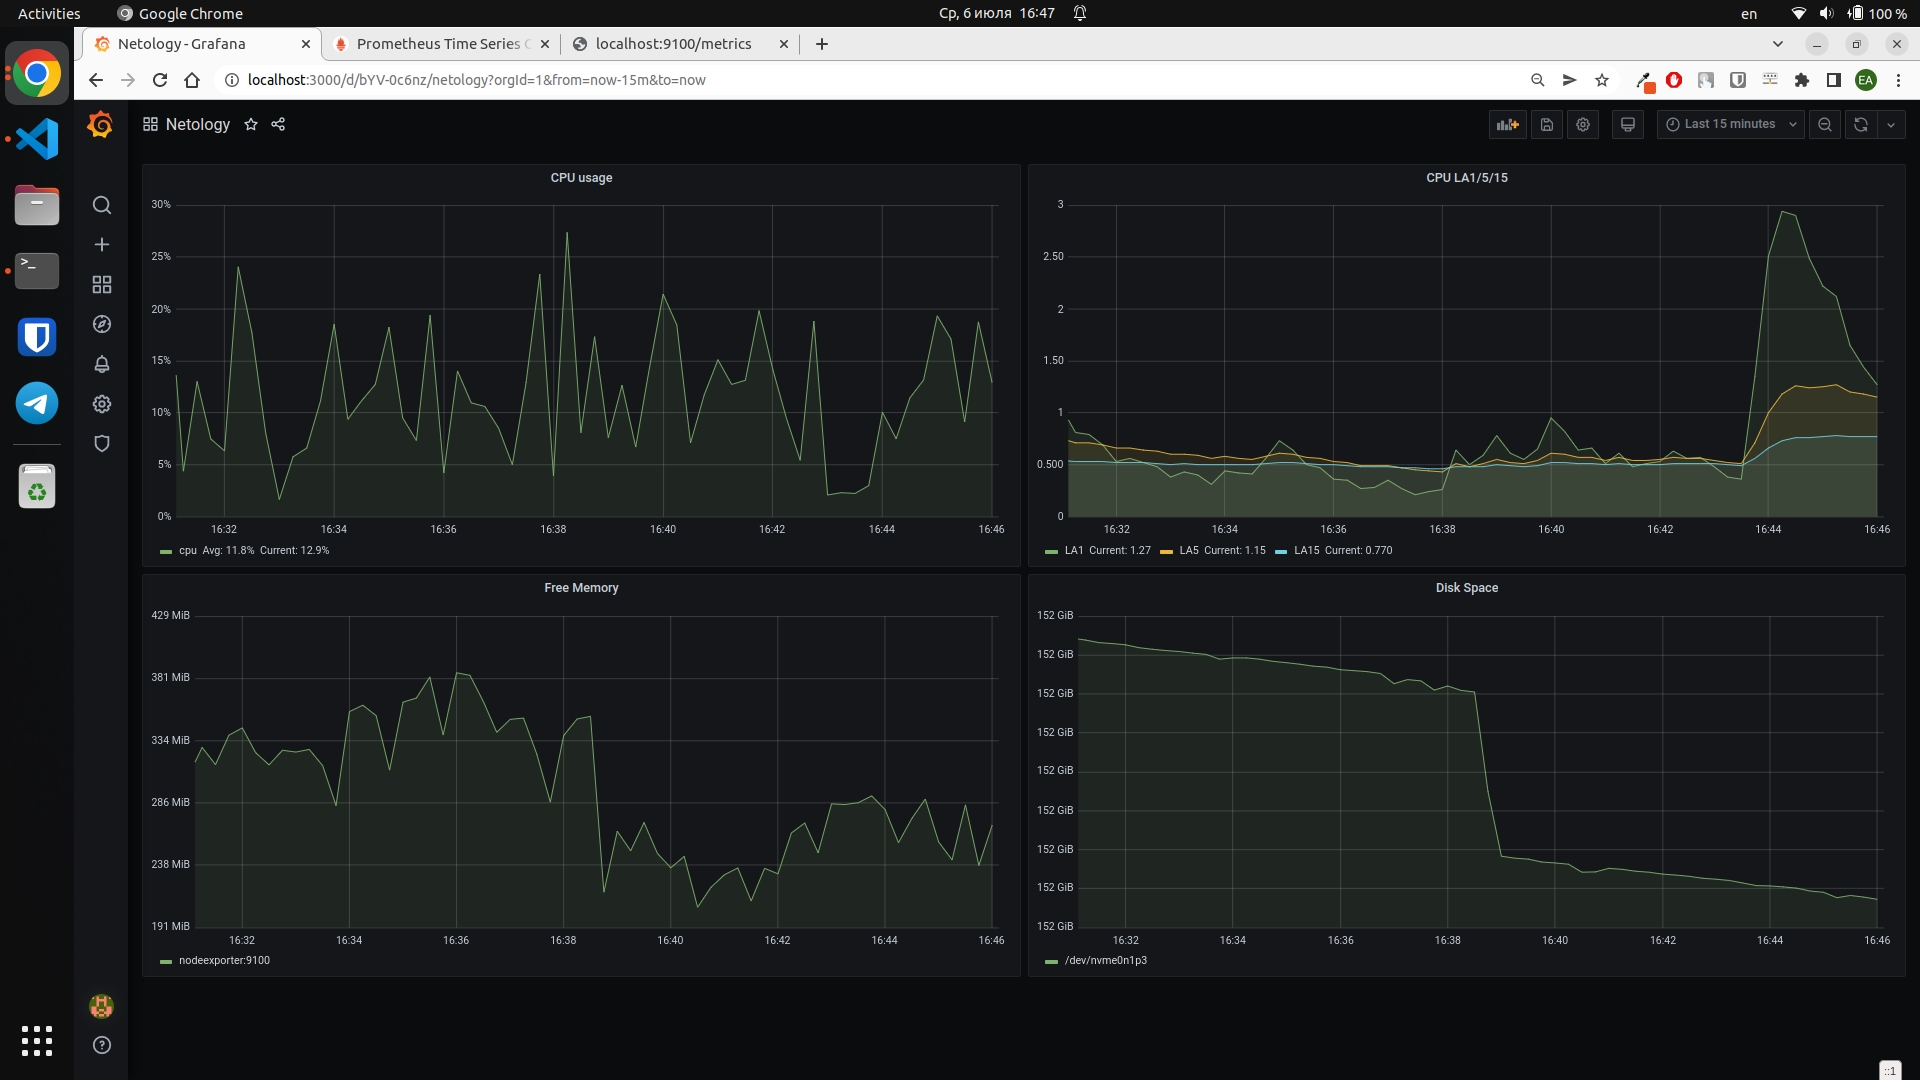 Activities
Google Chrome
Ср, 6 июля 16:47
en
100 %
Netology - Grafana
Prometheus Time Series C
localhost:9100/metrics
localhost:3000/d/bYV-0c6nz/netology?orgId=1&from=now-15m&to=now
EA
Netology
Last 15 minutes
CPU usage
30%
25%
20%
15%
10%
5%
0%
16:32 16:34 16:36 16:38 16:40 16:42 16:44 16:46
cpu Avg: 11.8% Current: 12.9%
CPU LA1/5/15
3
2.50
2
1.50
1
0.500
0
16:32 16:34 16:36 16:38 16:40 16:42 16:44 16:46
LA1 Current: 1.27 LA5 Current: 1.15 LA15 Current: 0.770
Free Memory
429 MiB
381 MiB
334 MiB
286 MiB
238 MiB
191 MiB
16:32 16:34 16:36 16:38 16:40 16:42 16:44 16:46
nodeexporter:9100
Disk Space
152 GiB
152 GiB
152 GiB
152 GiB
152 GiB
152 GiB
152 GiB
152 GiB
152 GiB
16:32 16:34 16:36 16:38 16:40 16:42 16:44 16:46
/dev/nvme0n1p3
::1